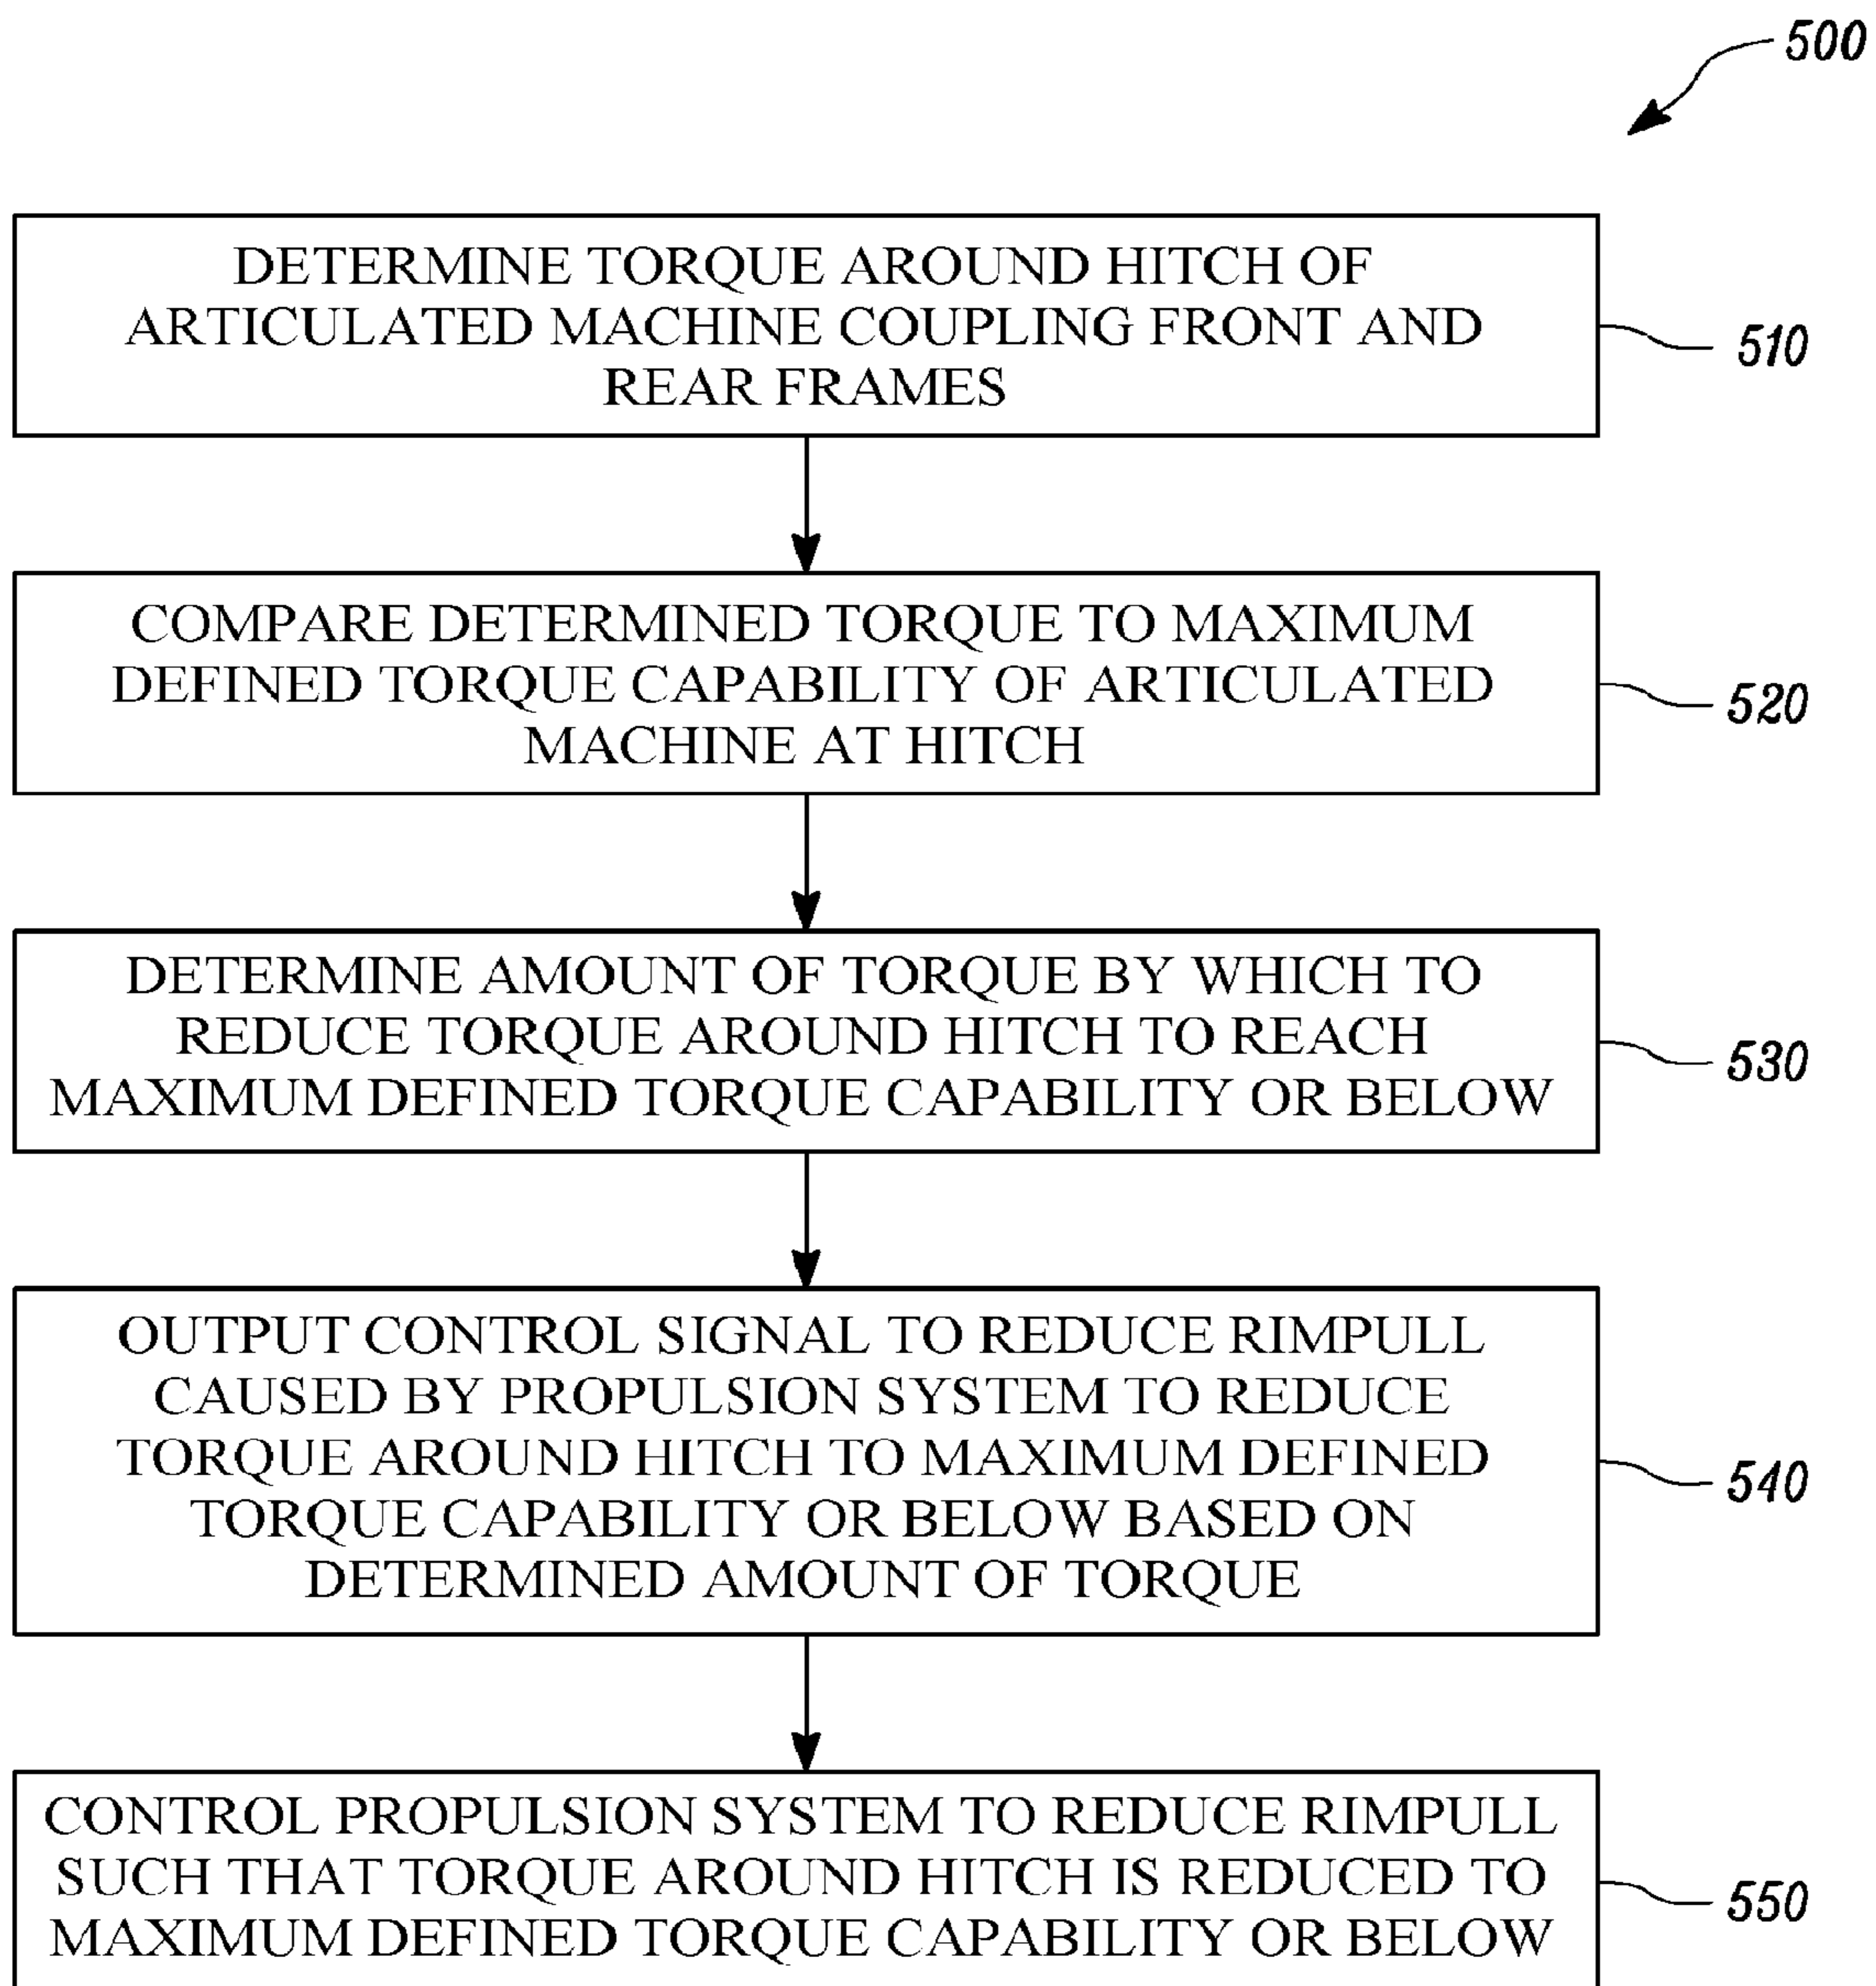 500
DETERMINE TORQUE AROUND HITCH OF
ARTICULATED MACHINE COUPLING FRONT AND
REAR FRAMES
510
COMPARE DETERMINED TORQUE TO MAXIMUM
DEFINED TORQUE CAPABILITY OF ARTICULATED
MACHINE AT HITCH
520
DETERMINE AMOUNT OF TORQUE BY WHICH TO
REDUCE TORQUE AROUND HITCH TO REACH
MAXIMUM DEFINED TORQUE CAPABILITY OR BELOW
530
OUTPUT CONTROL SIGNAL TO REDUCE RIMPULL
CAUSED BY PROPULSION SYSTEM TO REDUCE
TORQUE AROUND HITCH TO MAXIMUM DEFINED
TORQUE CAPABILITY OR BELOW BASED ON
DETERMINED AMOUNT OF TORQUE
540
CONTROL PROPULSION SYSTEM TO REDUCE RIMPULL
SUCH THAT TORQUE AROUND HITCH IS REDUCED TO
MAXIMUM DEFINED TORQUE CAPABILITY OR BELOW
550